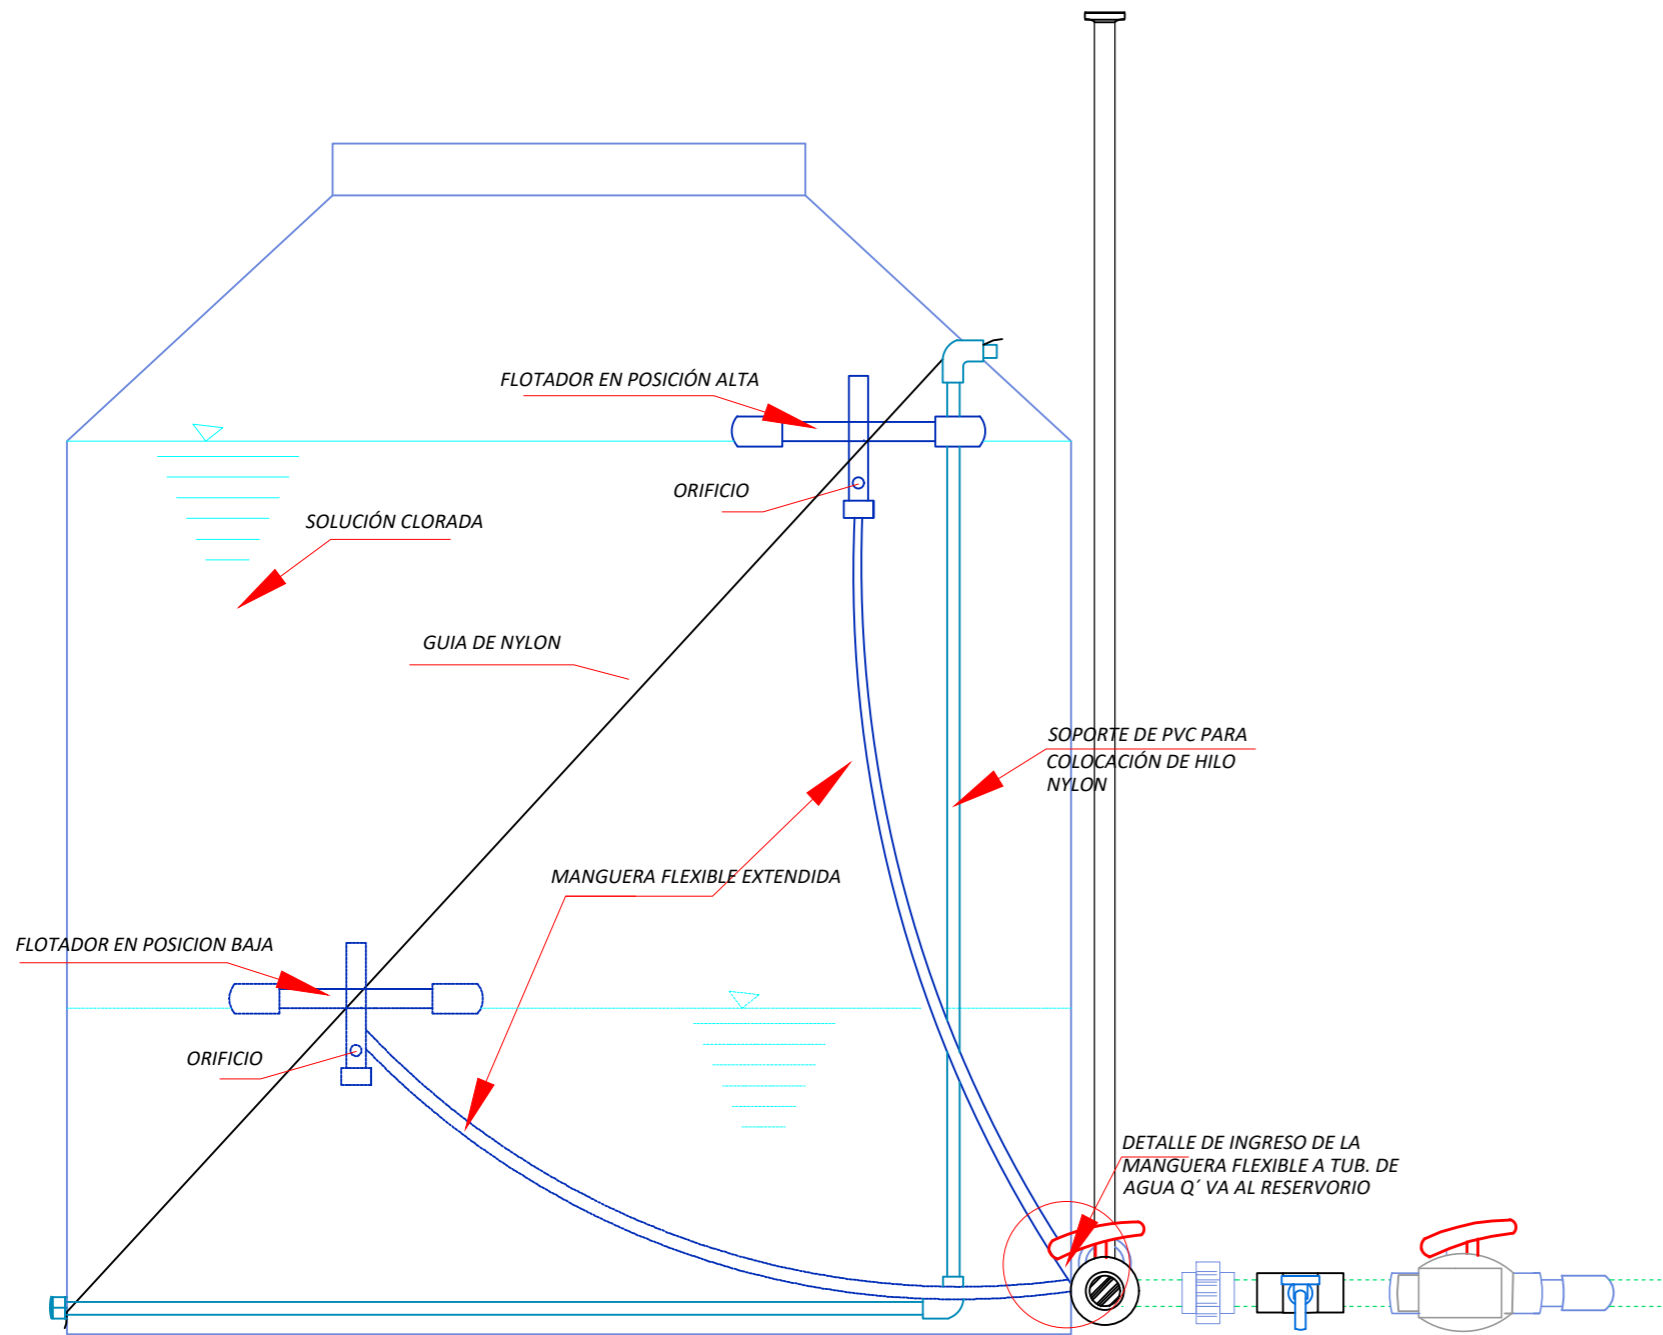 FLOTADOR EN POSICIÓN ALTA
ORIFICIO
SOLUCIÓN CLORADA
GUIA DE NYLON
SOPORTE DE PVC PARA
COLOCACIÓN DE HILO
NYLON
MANGUERA FLEXIBLE EXTENDIDA
FLOTADOR EN POSICION BAJA
ORIFICIO
DETALLE DE INGRESO DE LA
MANGUERA FLEXIBLE A TUB. DE
AGUA Q´ VA AL RESERVORIO